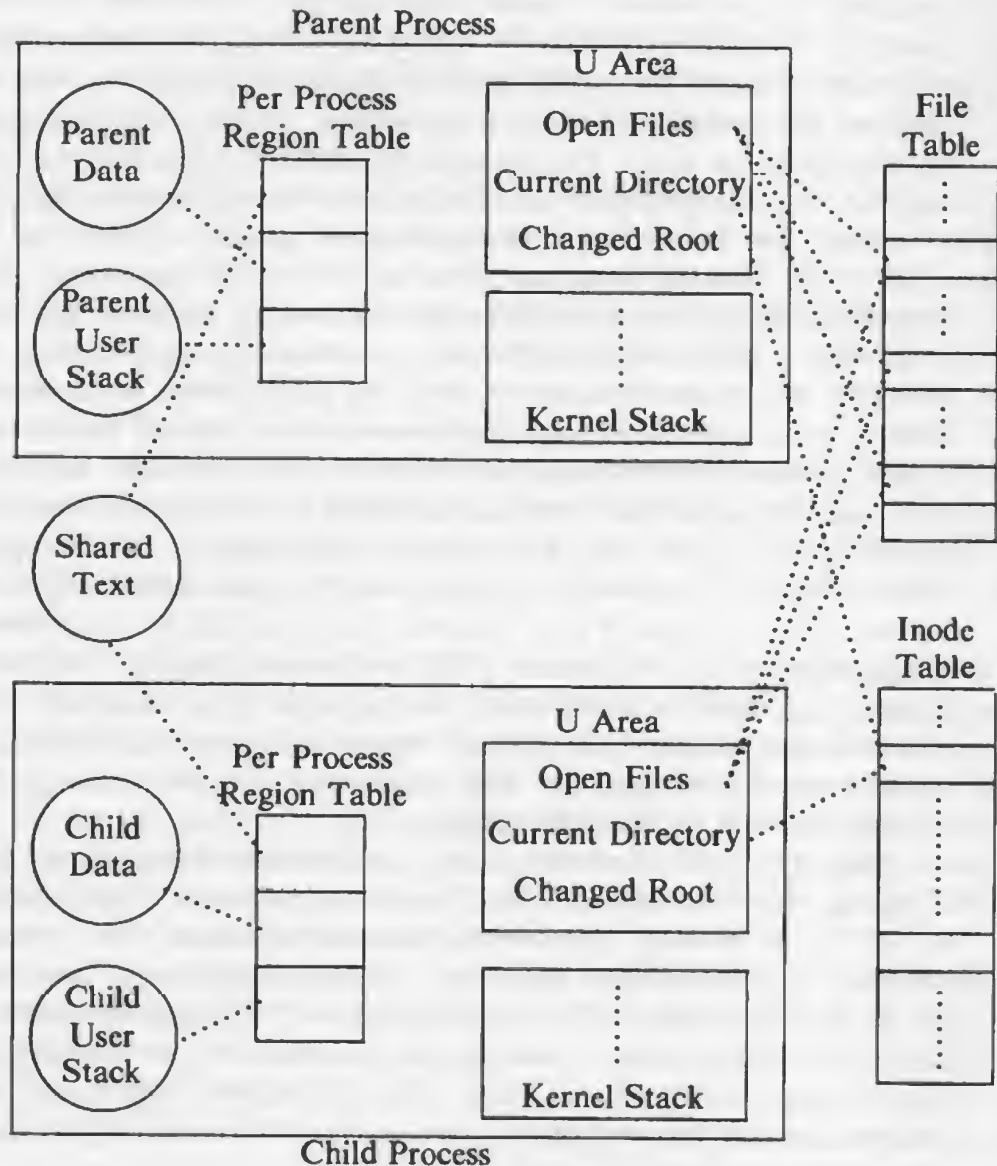 Parent Process
U Area
Per Process
Region Table
Parent
Data
Open Files
Current Directory
Changed Root
File
Table
Parent
User
Stack
Kernel Stack
Shared
Text
Inode
Table
U Area
Per Process
Region Table
Open Files
Current Directory
Changed Root
Child
Data
Child
User
Stack
Kernel Stack
Child Process